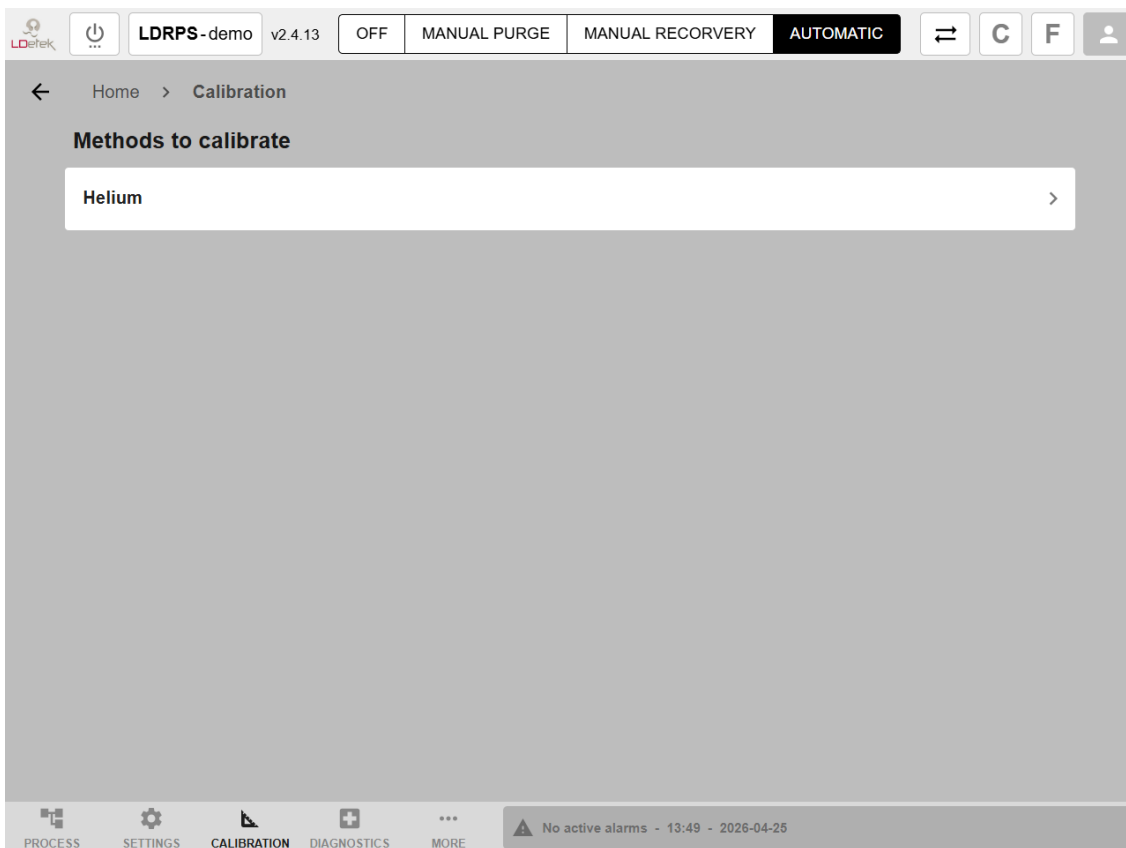 LDetek
LDRPS-demo v2.4.13 OFF MANUAL PURGE MANUAL RECORVERY AUTOMATIC C F
Home > Calibration
Methods to calibrate
Helium
PROCESS SETTINGS CALIBRATION DIAGNOSTICS MORE
No active alarms - 13:49 - 2026-04-25